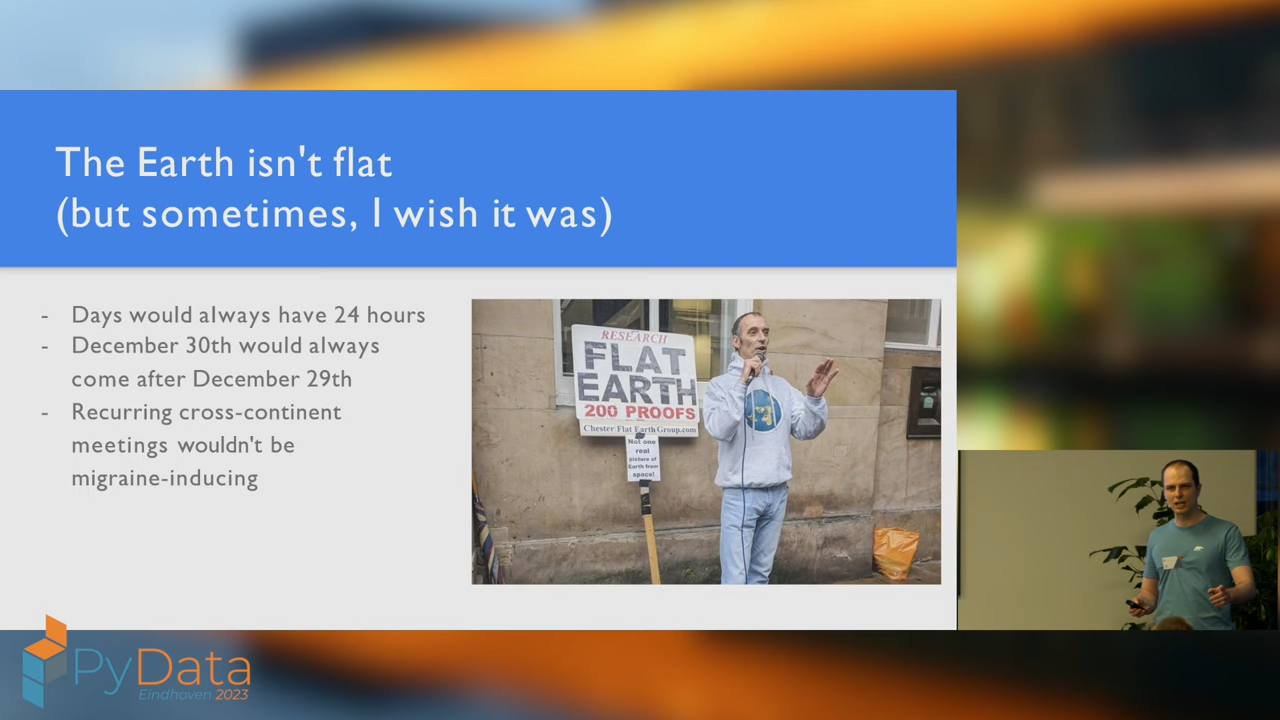 The Earth isn't flat
(but sometimes, I wish it was)
- Days would always have 24 hours
- December 30th would always
come after December 29th
- Recurring cross-continent
meetings wouldn't be
migraine-inducing
RESEARCH
FLAT
EARTH
200 PROOFS
Chester Flat Earth Group.com
Not one
real
picture of
Earth from
space!
PyData
Eindhoven 2023